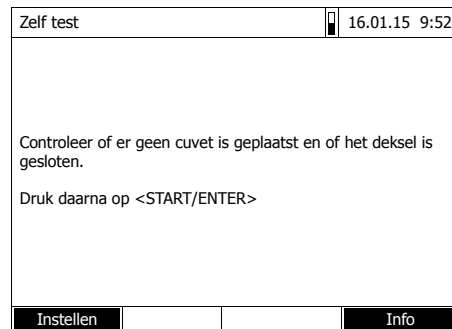 Zelf test 16.01.15 9:52
Controleer of er geen cuvet is geplaatst en of het deksel is
gesloten.
Druk daarna op <START/ENTER>
Instellen Info